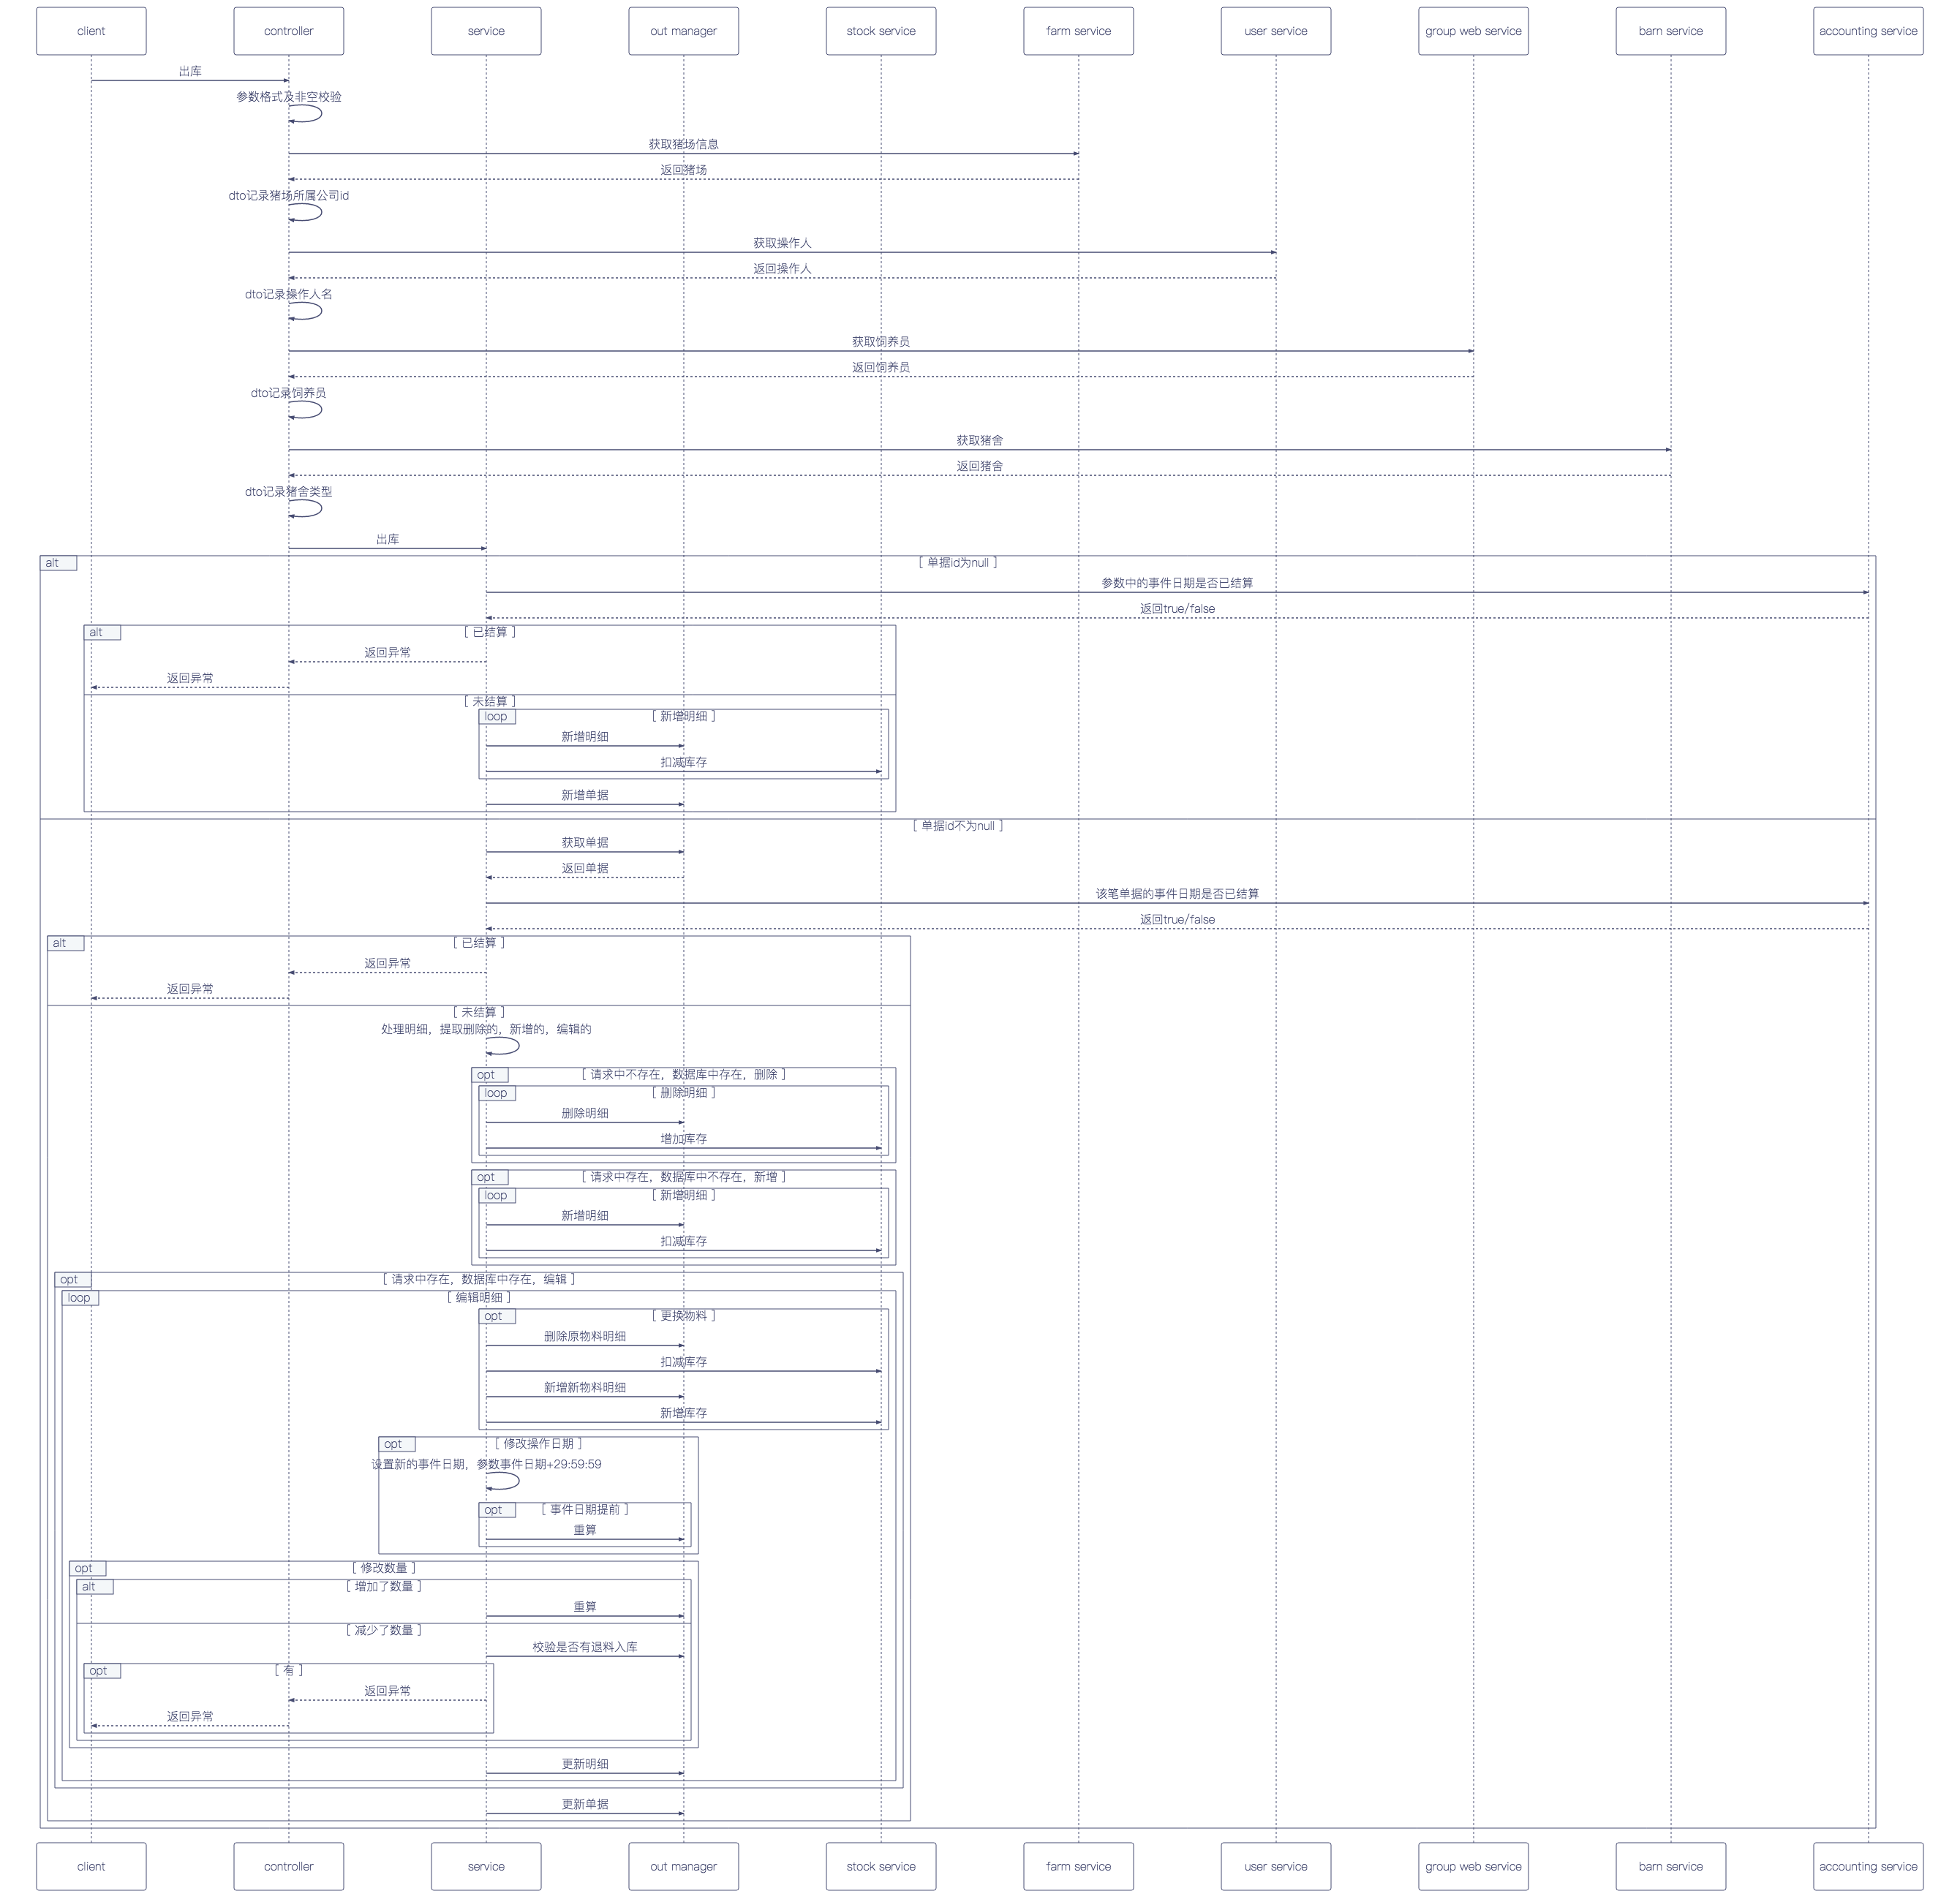 client
controller
service
out manager
stock service
farm service
user service
group web service
barn service
accounting service
出库
参数格式及非空校验
获取猪场信息
返回猪场
dto记录猪场所属公司id
获取操作人
返回操作人
dto记录操作人名
获取饲养员
返回饲养员
dto记录饲养员
获取猪舍
返回猪舍
dto记录猪舍类型
出库
alt
[ 单据id为null ]
参数中的事件日期是否已结算
返回true/false
alt
[ 已结算 ]
返回异常
返回异常
[ 未结算 ]
loop
[ 新增明细 ]
新增明细
扣减库存
新增单据
[ 单据id不为null ]
获取单据
返回单据
该笔单据的事件日期是否已结算
返回true/false
alt
[ 已结算 ]
返回异常
返回异常
[ 未结算 ]
处理明细，提取删除的，新增的，编辑的
opt
[ 请求中不存在，数据库中存在，删除 ]
loop
[ 删除明细 ]
删除明细
增加库存
opt
[ 请求中存在，数据库中不存在，新增 ]
loop
[ 新增明细 ]
新增明细
扣减库存
opt
[ 请求中存在，数据库中存在，编辑 ]
loop
[ 编辑明细 ]
opt
[ 更换物料 ]
删除原物料明细
扣减库存
新增新物料明细
新增库存
opt
[ 修改操作日期 ]
设置新的事件日期，参数事件日期+29:59:59
opt
[ 事件日期提前 ]
重算
opt
[ 修改数量 ]
alt
[ 增加了数量 ]
重算
[ 减少了数量 ]
校验是否有退料入库
opt
[ 有 ]
返回异常
返回异常
更新明细
更新单据
client
controller
service
out manager
stock service
farm service
user service
group web service
barn service
accounting service